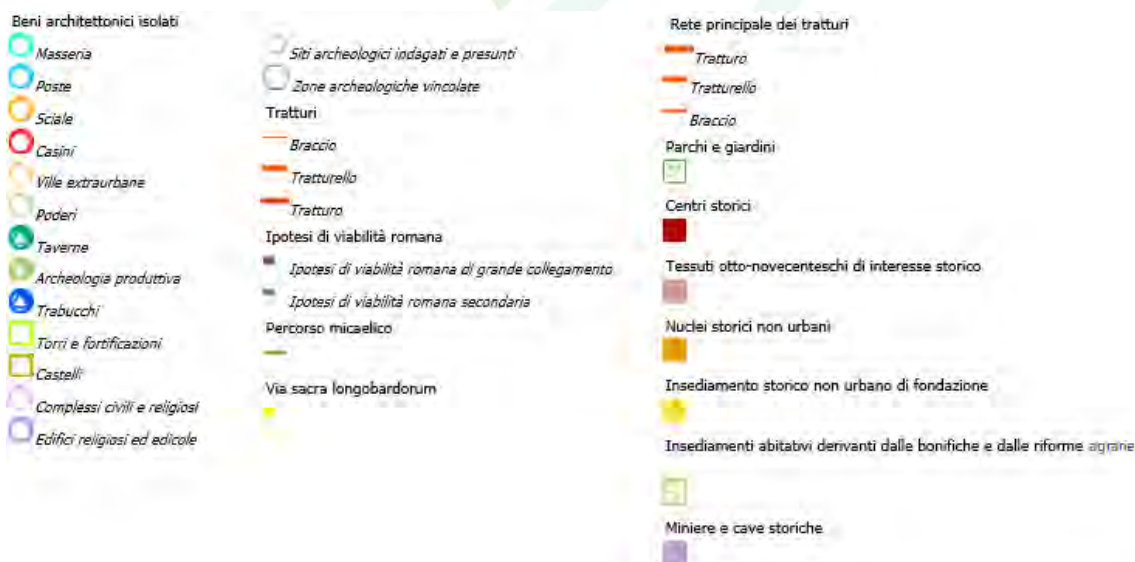 Beni architettonici isolati
Masseria
Poste
Sciale
Casini
Ville extraurbane
Poderi
Taverne
Archeologia produttiva
Trabucchi
Torri e fortificazioni
Castelli
Complessi civili e religiosi
Edifici religiosi ed edicole
Siti archeologici indagati e presunti
Zone archeologiche vincolate
Tratturi
Braccio
Tratturello
Tratturo
Ipotesi di viabilità romana
Ipotesi di viabilità romana di grande collegamento
Ipotesi di viabilità romana secondaria
Percorso micaelico
Via sacra longobardorum
Rete principale dei tratturi
Tratturo
Tratturello
Braccio
Parchi e giardini
Centri storici
Tessuti otto-novecenteschi di interesse storico
Nuclei storici non urbani
Insediamento storico non urbano di fondazione
Insediamenti abitativi derivanti dalle bonifiche e dalle riforme agrarie
Miniere e cave storiche